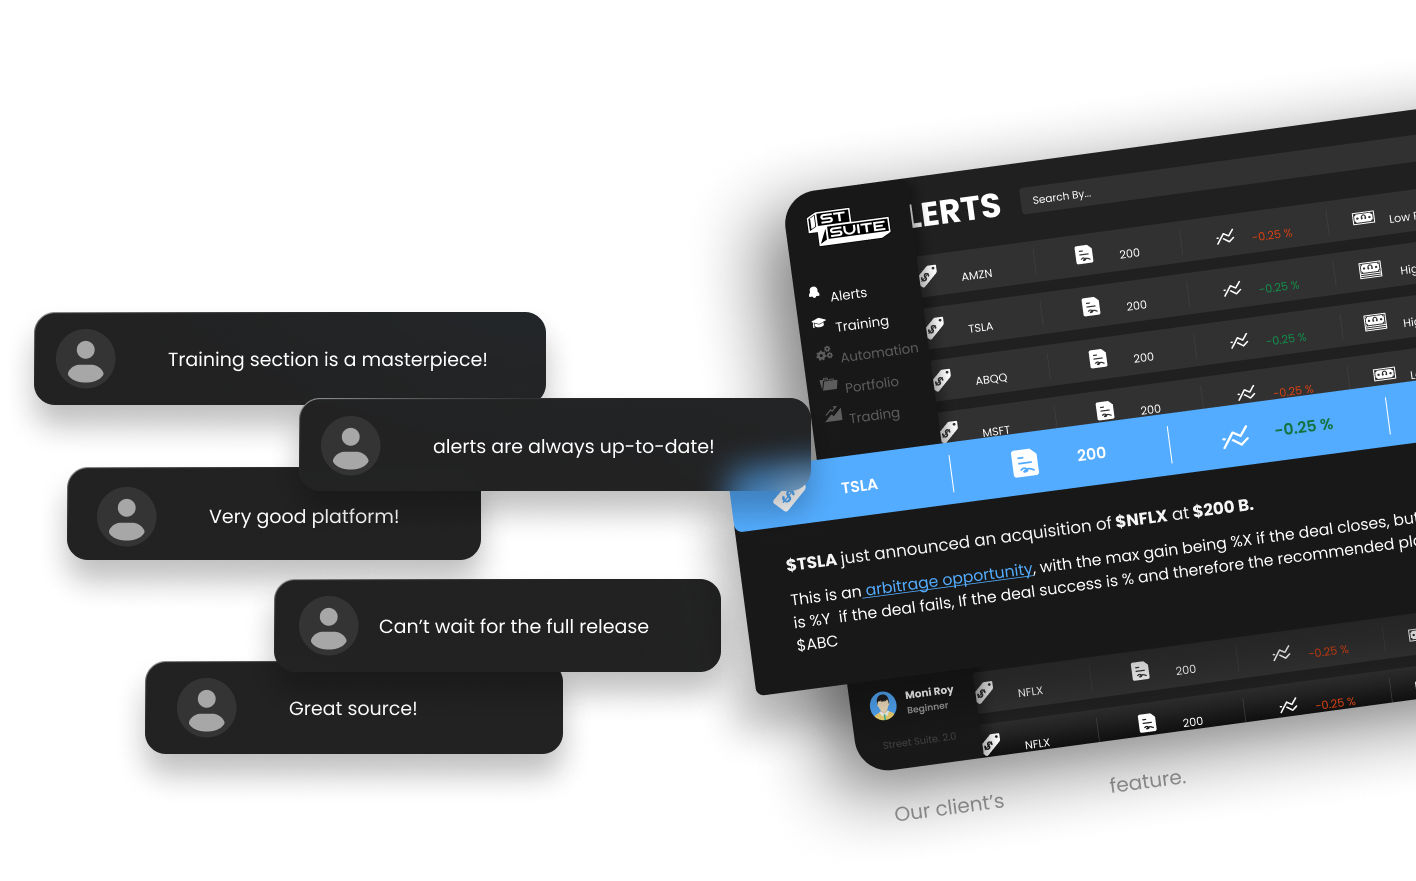 Training section is a masterpiece!
alerts are always up-to-date!
Very good platform!
Can't wait for the full release
Great source!
ST
SUITE
LERTS
Search By...
Alerts
Training
Automation
Portfolio
Trading
AMZN 200 -0.25 % Low
TSLA 200 -0.25 %
ABQQ 200 -0.25 %
MSFT 200 -0.25 %
TSLA 200 -0.25 %
$TSLA just announced an acquisition of $NFLX at $200 B.
This is an arbitrage opportunity, with the max gain being %X if the deal closes, but
is %Y if the deal fails, If the deal success is % and therefore the recommended
$ABC
NFLX 200 -0.25 %
NFLX 200 -0.25 %
Moni Roy
Beginner
Street Suite. 2.0
Our client's feature.